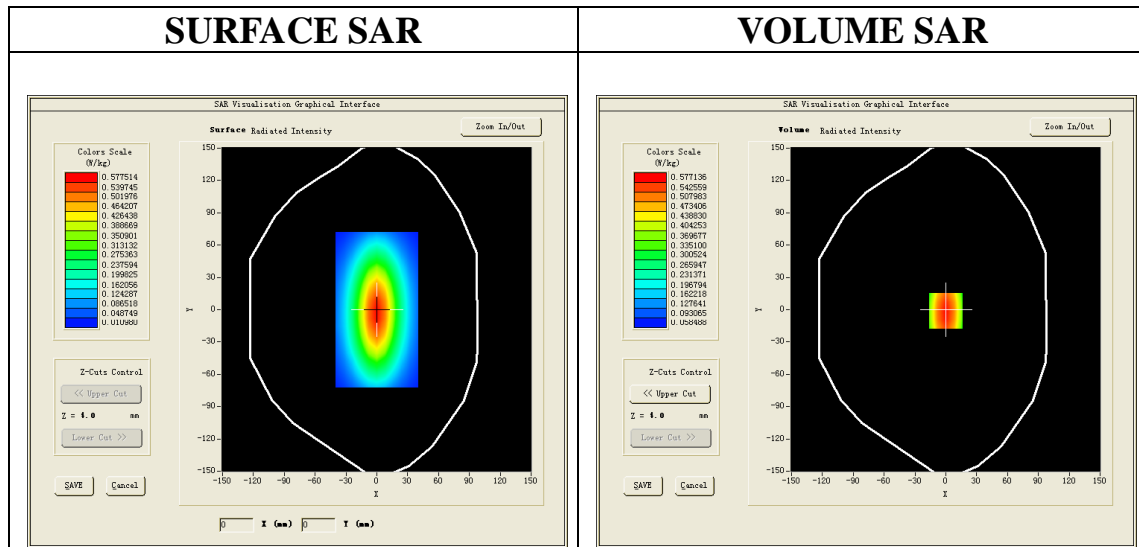 SURFACE SAR
VOLUME SAR
SAR Visualisation Graphical Interface
Surface Radiated Intensity
Zoom In/Out
Colors Scale
(W/kg)
0.577514
0.539745
0.501976
0.464207
0.426438
0.388669
0.350901
0.313132
0.275363
0.237594
0.199825
0.162056
0.124287
0.086518
0.048749
0.010980
Z-Cuts Control
<< Upper Cut
Z = 4.0 mm
Lower Cut >>
SAVE
Cancel
150
120
90
60
30
0
-30
-60
-90
-120
-150
Y
-150 -120 -90 -60 -30 0 30 60 90 120 150
X
0 X (mm) 0 Y (mm)
SAR Visualisation Graphical Interface
Volume Radiated Intensity
Zoom In/Out
Colors Scale
(W/kg)
0.577136
0.542559
0.507983
0.473406
0.438830
0.404253
0.369677
0.335100
0.300524
0.265947
0.231371
0.196794
0.162218
0.127641
0.093065
0.058488
Z-Cuts Control
<< Upper Cut
Z = 4.0 mm
Lower Cut >>
SAVE
Cancel
150
120
90
60
30
0
-30
-60
-90
-120
-150
Y
-150 -120 -90 -60 -30 0 30 60 90 120 150
X